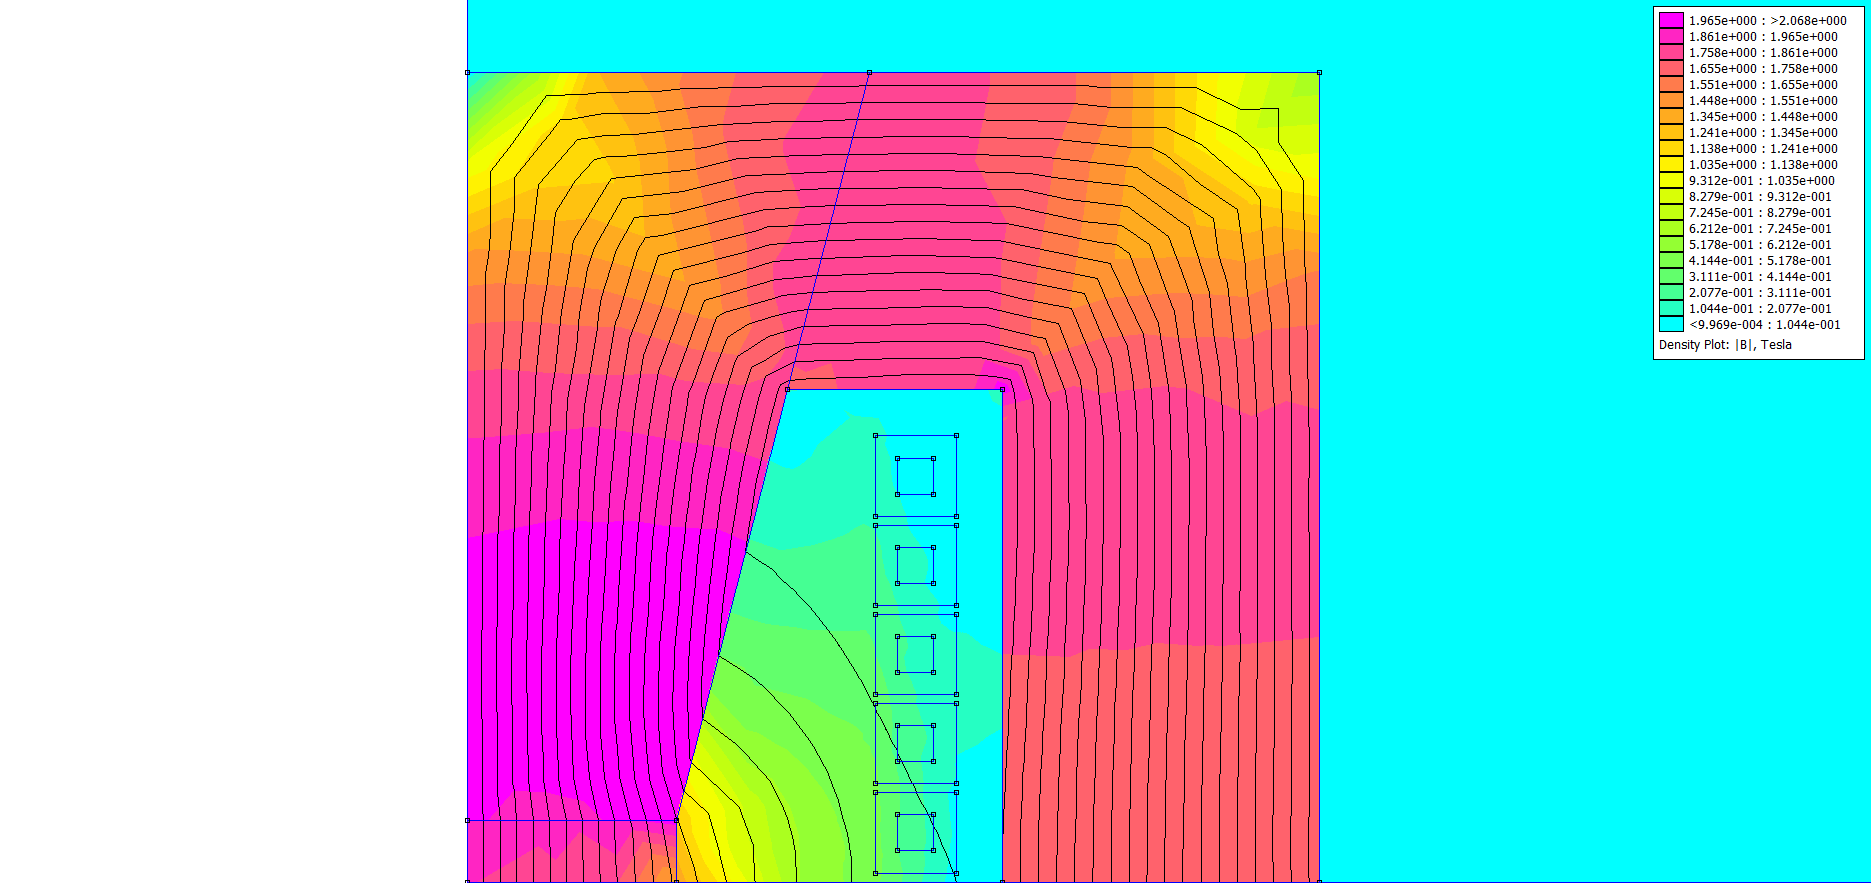 1.965e+000 : >2.068e+000
1.861e+000 : 1.965e+000
1.758e+000 : 1.861e+000
1.655e+000 : 1.758e+000
1.551e+000 : 1.655e+000
1.448e+000 : 1.551e+000
1.345e+000 : 1.448e+000
1.241e+000 : 1.345e+000
1.138e+000 : 1.241e+000
1.035e+000 : 1.138e+000
9.312e-001 : 1.035e+000
8.279e-001 : 9.312e-001
7.245e-001 : 8.279e-001
6.212e-001 : 7.245e-001
5.178e-001 : 6.212e-001
4.144e-001 : 5.178e-001
3.111e-001 : 4.144e-001
2.077e-001 : 3.111e-001
1.044e-001 : 2.077e-001
<9.969e-004 : 1.044e-001
Density Plot: |B|, Tesla